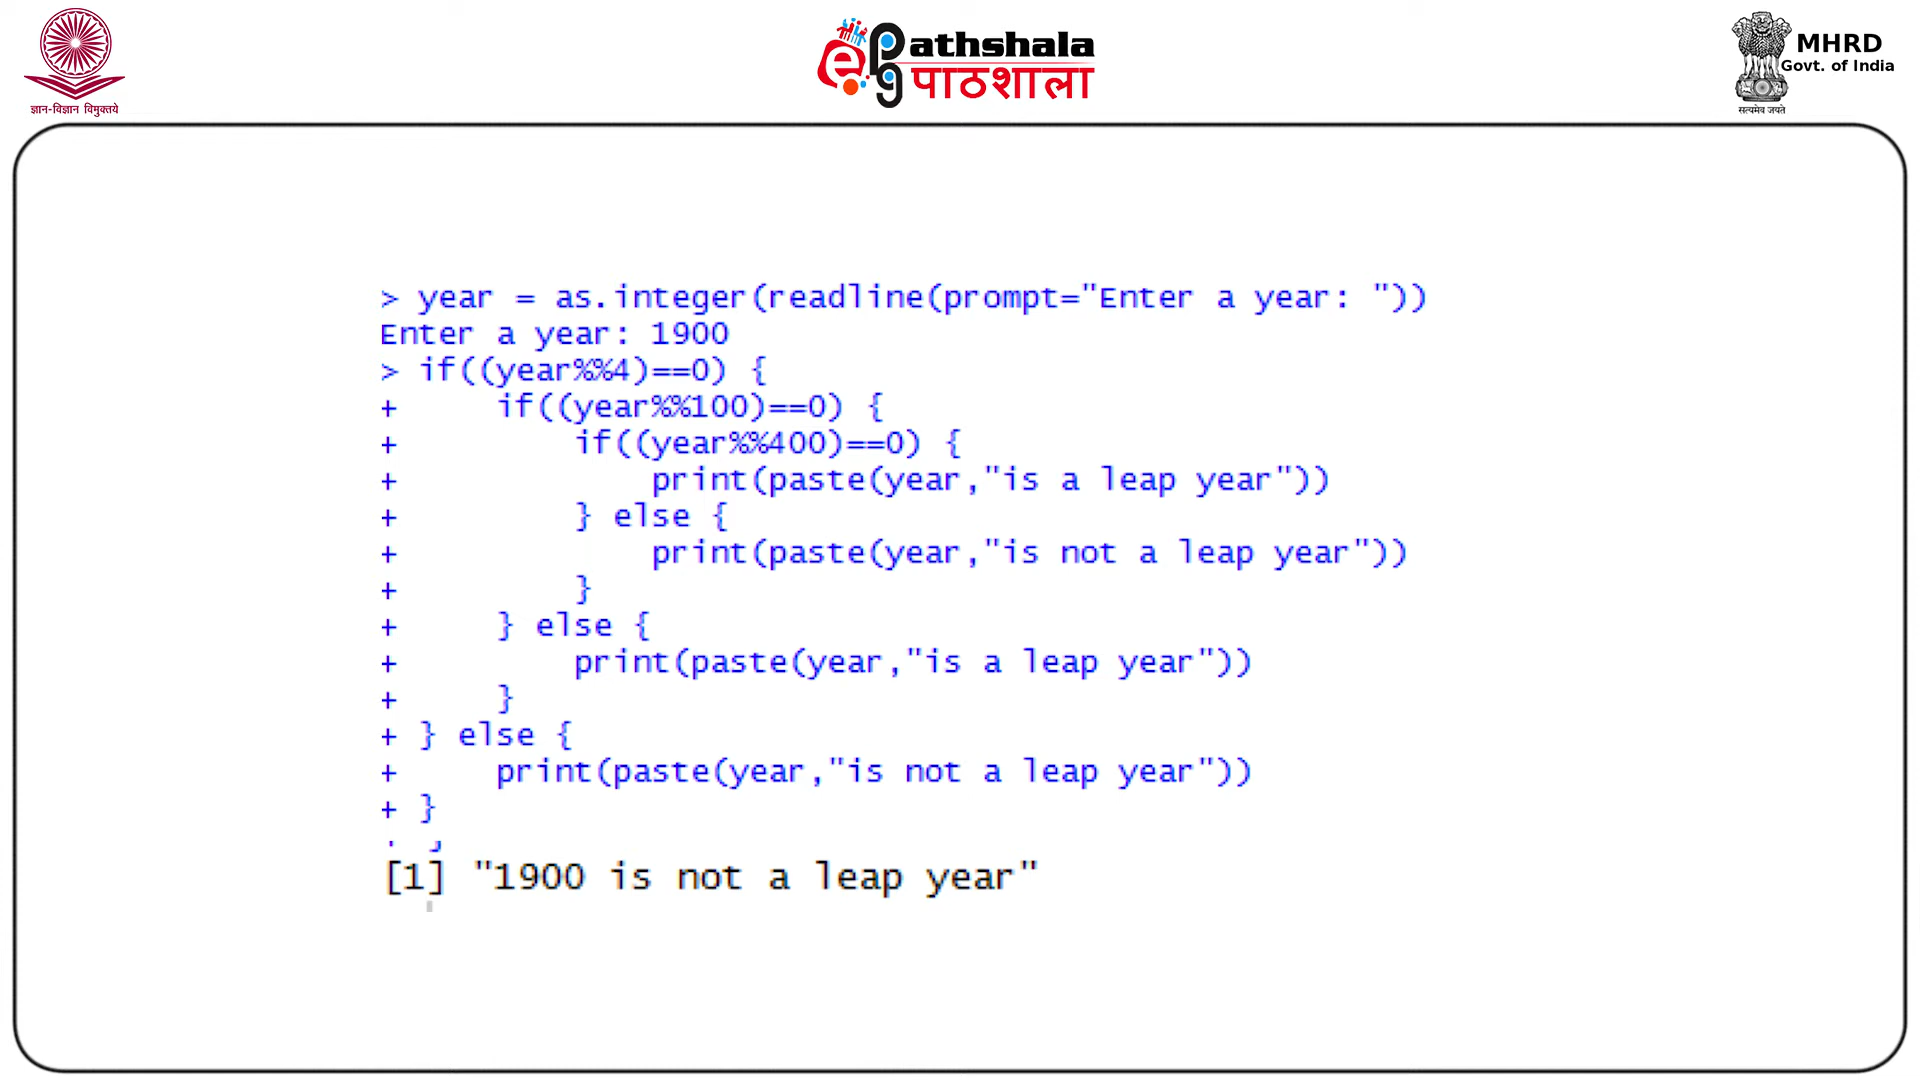 ज्ञान-विज्ञान विमुक्तये
e pg Pathshala
पाठशाला
MHRD
Govt. of India
सत्यमेव जयते
> year = as.integer(readline(prompt="Enter a year: "))
Enter a year: 1900
> if((year%%4)==0) {
+     if((year%%100)==0) {
+         if((year%%400)==0) {
+             print(paste(year,"is a leap year"))
+         } else {
+             print(paste(year,"is not a leap year"))
+         }
+     } else {
+         print(paste(year,"is a leap year"))
+     }
+ } else {
+     print(paste(year,"is not a leap year"))
+ }
[1] "1900 is not a leap year"